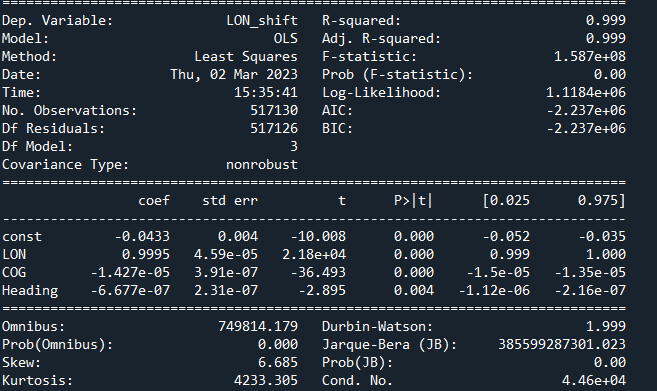 ==============================================================================
Dep. Variable:              LON_shift   R-squared:                       0.999
Model:                            OLS   Adj. R-squared:                  0.999
Method:                 Least Squares   F-statistic:                 1.587e+08
Date:                Thu, 02 Mar 2023   Prob (F-statistic):               0.00
Time:                        15:35:41   Log-Likelihood:             1.1184e+06
No. Observations:              517130   AIC:                        -2.237e+06
Df Residuals:                  517126   BIC:                        -2.237e+06
Df Model:                           3
Covariance Type:            nonrobust
==============================================================================
                 coef    std err          t      P>|t|      [0.025      0.975]
------------------------------------------------------------------------------
const         -0.0433      0.004    -10.008      0.000      -0.052      -0.035
LON            0.9995   4.59e-05   2.18e+04      0.000       0.999       1.000
COG        -1.427e-05   3.91e-07    -36.493      0.000    -1.5e-05   -1.35e-05
Heading    -6.677e-07   2.31e-07     -2.895      0.004   -1.12e-06   -2.16e-07
==============================================================================
Omnibus:                   749814.179   Durbin-Watson:                   1.999
Prob(Omnibus):                  0.000   Jarque-Bera (JB):     385599287301.023
Skew:                           6.685   Prob(JB):                         0.00
Kurtosis:                    4233.305   Cond. No.                     4.46e+04